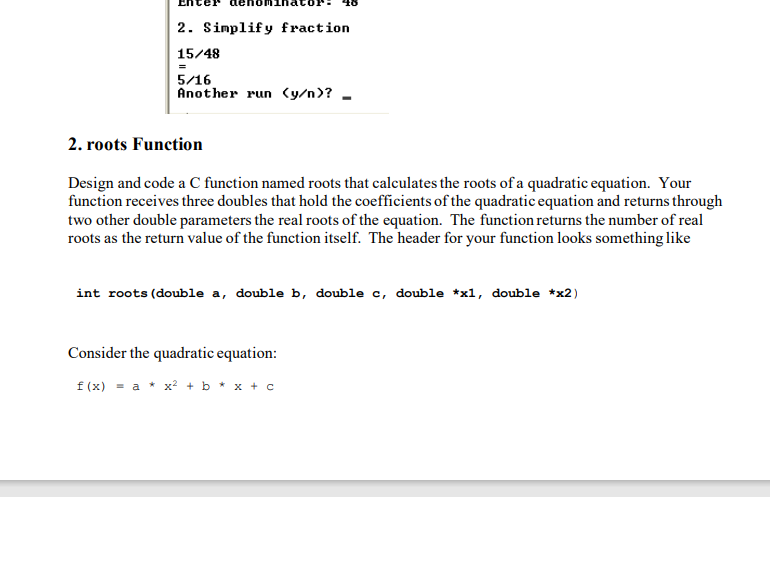 Enter denominator: 48
2. Simplify fraction
15/48
=
5/16
Another run (y/n)? _
2. roots Function
Design and code a C function named roots that calculates the roots of a quadratic equation. Your
function receives three doubles that hold the coefficients of the quadratic equation and returns through
two other double parameters the real roots of the equation. The function returns the number of real
roots as the return value of the function itself. The header for your function looks something like
int roots(double a, double b, double c, double *x1, double *x2)
Consider the quadratic equation:
f(x) = a * x² + b * x + c